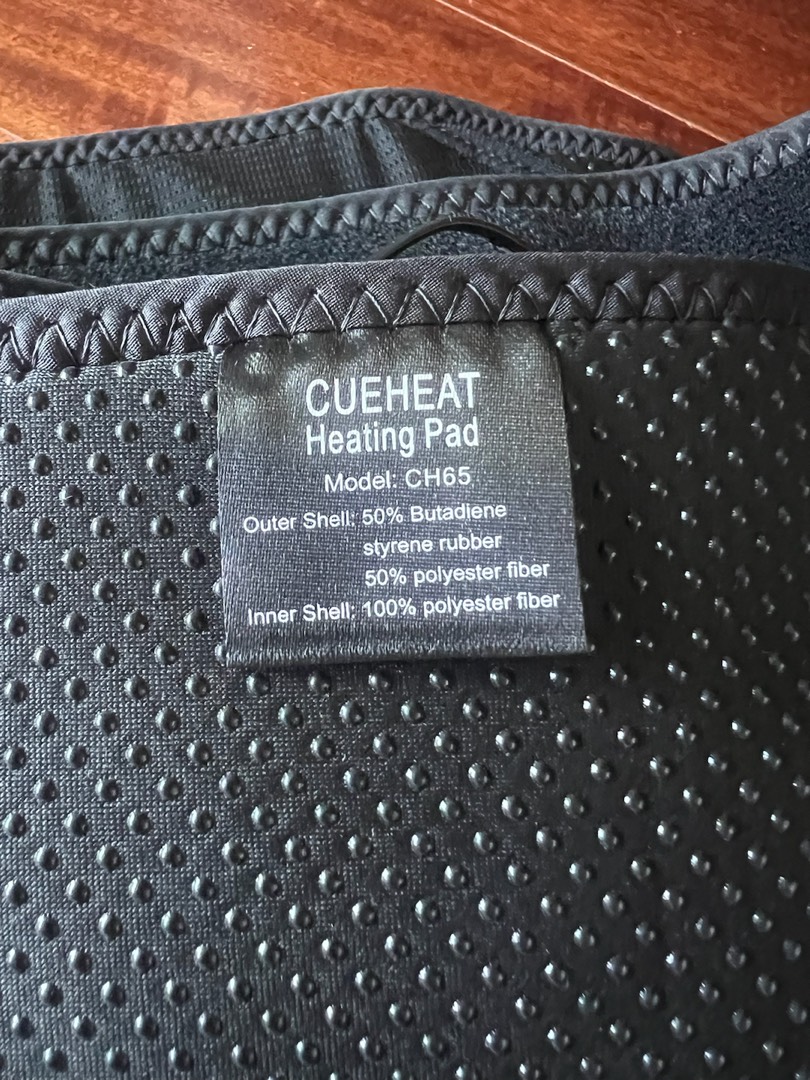 CUEHEAT
Heating Pad
Model: CH65
Outer Shell: 50% Butadiene
styrene rubber
50% polyester fiber
Inner Shell: 100% polyester fiber